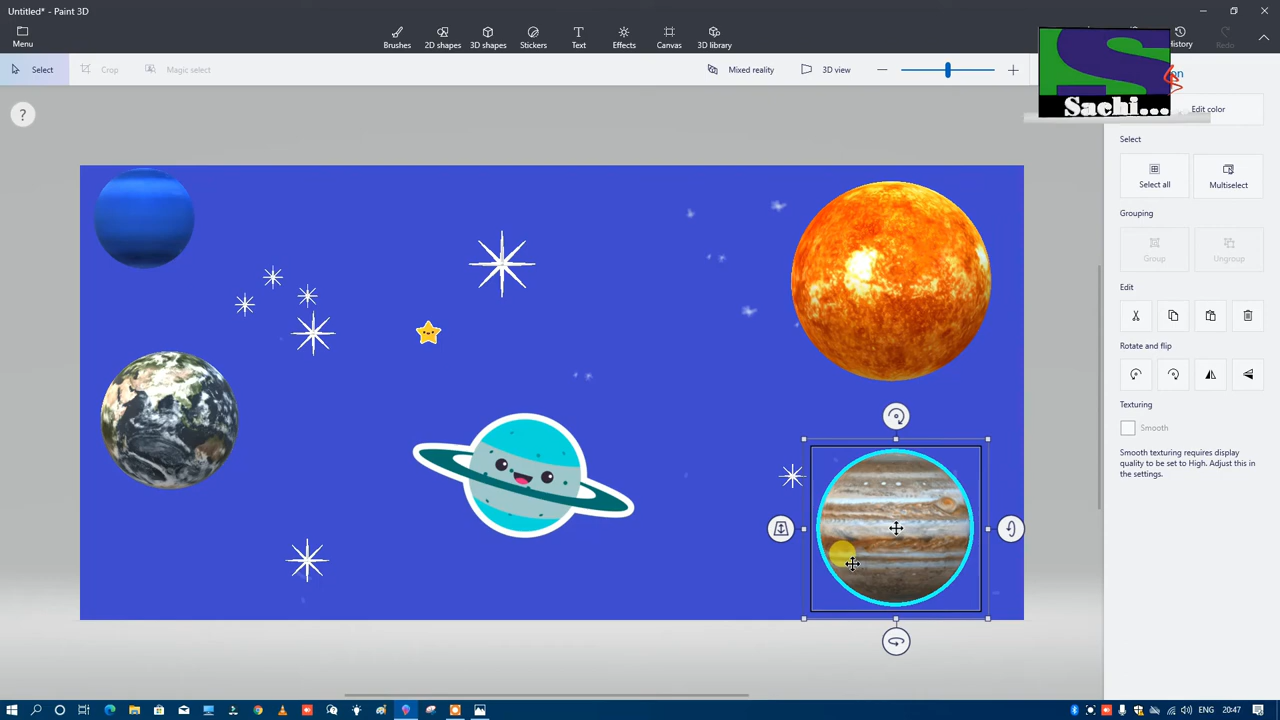 Untitled* - Paint 3D
Menu
Brushes
2D shapes
3D shapes
Stickers
Text
Effects
Canvas
3D library
History
Redo
Select
Crop
Magic select
Mixed reality
3D view
S
Sachi...
Edit color
?
Select
Select all
Multiselect
Grouping
Group
Ungroup
Edit
Rotate and flip
Texturing
Smooth
Smooth texturing requires display
quality to be set to High. Adjust this in
the settings.
ENG
20:47